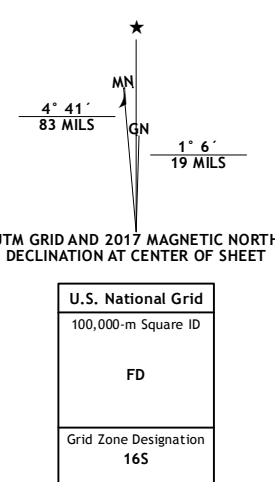 MN
4° 41´
83 MILS
GN
1° 6´
19 MILS
UTM GRID AND 2017 MAGNETIC NORTH
DECLINATION AT CENTER OF SHEET
U.S. National Grid
100,000-m Square ID
FD
Grid Zone Designation
16S